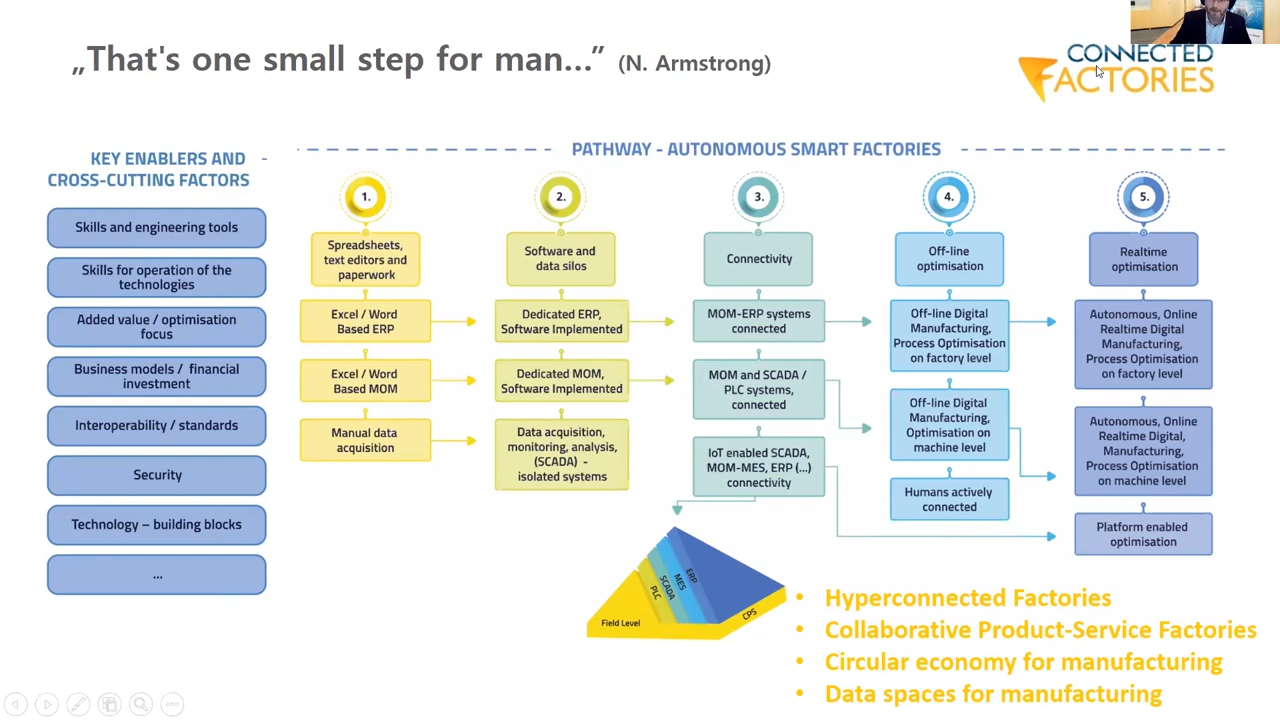 „That's one small step for man...” (N. Armstrong)
CONNECTED
FACTORIES
KEY ENABLERS AND
CROSS-CUTTING FACTORS
Skills and engineering tools
Skills for operation of the
technologies
Added value / optimisation
focus
Business models / financial
investment
Interoperability / standards
Security
Technology – building blocks
...
PATHWAY - AUTONOMOUS SMART FACTORIES
1.
Spreadsheets,
text editors and
paperwork
Excel / Word
Based ERP
Excel / Word
Based MOM
Manual data
acquisition
2.
Software and
data silos
Dedicated ERP,
Software Implemented
Dedicated MOM,
Software Implemented
Data acquisition,
monitoring, analysis,
(SCADA) -
isolated systems
3.
Connectivity
MOM-ERP systems
connected
MOM and SCADA /
PLC systems,
connected
IoT enabled SCADA,
MOM-MES, ERP (...)
connectivity
4.
Off-line
optimisation
Off-line Digital
Manufacturing,
Process Optimisation
on factory level
Off-line Digital
Manufacturing,
Optimisation on
machine level
Humans actively
connected
5.
Realtime
optimisation
Autonomous, Online
Realtime Digital
Manufacturing,
Process Optimisation
on factory level
Autonomous, Online
Realtime Digital,
Manufacturing,
Process Optimisation
on machine level
Platform enabled
optimisation
Field Level
PLC
SCADA
MES
ERP
CPS
• Hyperconnected Factories
• Collaborative Product-Service Factories
• Circular economy for manufacturing
• Data spaces for manufacturing